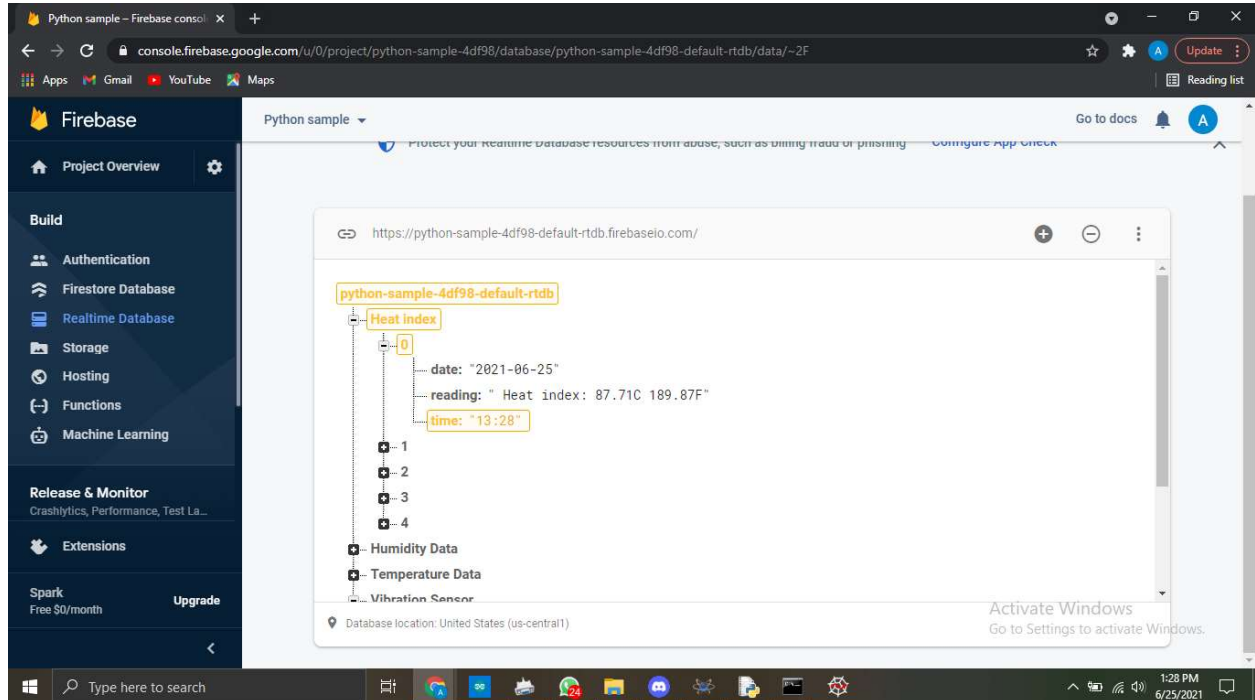 Python sample – Firebase consol
console.firebase.google.com/u/0/project/python-sample-4df98/database/python-sample-4df98-default-rtdb/data/~2F
A
Update
Apps Gmail YouTube Maps
Reading list
Firebase
Python sample
Go to docs
A
Project Overview
Protect your Realtime Database resources from abuse, such as billing fraud or phishing Configure App Check
Build
https://python-sample-4df98-default-rtdb.firebaseio.com/
Authentication
Firestore Database
Realtime Database
Storage
Hosting
Functions
Machine Learning
Release & Monitor
Crashlytics, Performance, Test La...
Extensions
Spark
Free $0/month
Upgrade
python-sample-4df98-default-rtdb
Heat index
0
date: "2021-06-25"
reading: " Heat index: 87.71C 189.87F"
time: "13:28"
1
2
3
4
Humidity Data
Temperature Data
Vibration Sensor
Database location: United States (us-central1)
Activate Windows
Go to Settings to activate Windows.
Type here to search
24
1:28 PM
6/25/2021